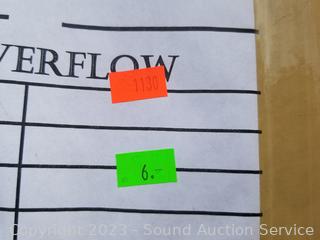 VERFLOW
1130
6.-
Copyright 2023 - Sound Auction Service